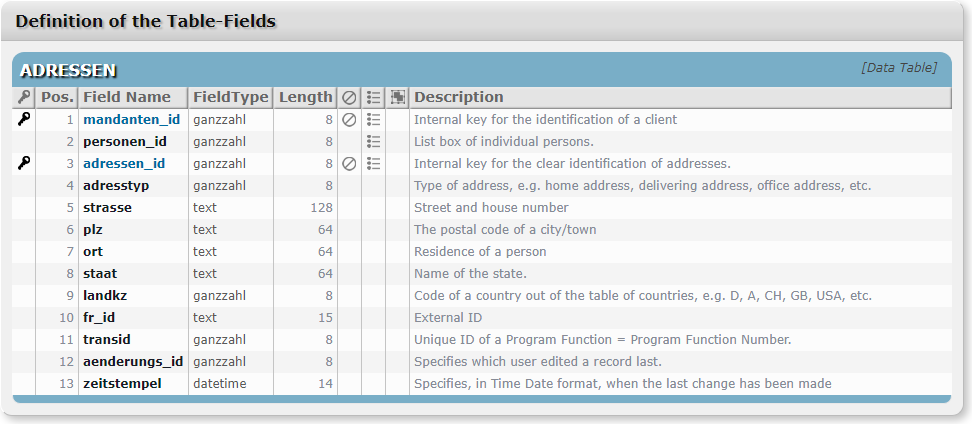 Definition of the Table-Fields
ADRESSEN [Data Table]
Pos. Field Name FieldType Length Description
1 mandanten_id ganzzahl 8 Internal key for the identification of a client
2 personen_id ganzzahl 8 List box of individual persons.
3 adressen_id ganzzahl 8 Internal key for the clear identification of addresses.
4 adresstyp ganzzahl 8 Type of address, e.g. home address, delivering address, office address, etc.
5 strasse text 128 Street and house number
6 plz text 64 The postal code of a city/town
7 ort text 64 Residence of a person
8 staat text 64 Name of the state.
9 landkz ganzzahl 8 Code of a country out of the table of countries, e.g. D, A, CH, GB, USA, etc.
10 fr_id text 15 External ID
11 transid ganzzahl 8 Unique ID of a Program Function = Program Function Number.
12 aenderungs_id ganzzahl 8 Specifies which user edited a record last.
13 zeitstempel datetime 14 Specifies, in Time Date format, when the last change has been made